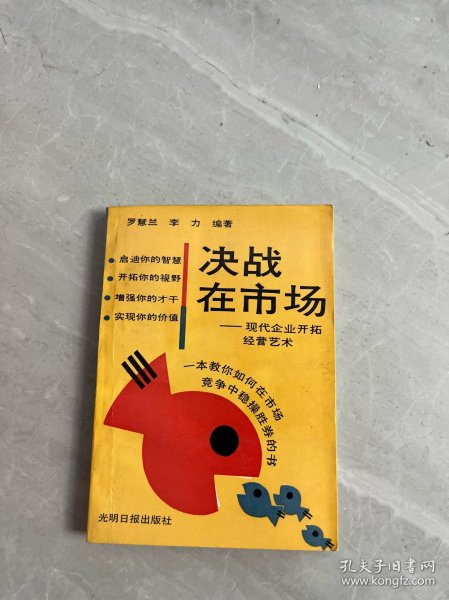 罗慧兰 李力 编著
启迪你的智慧
开拓你的视野
增强你的才干
实现你的价值
决战
在市场
——现代企业开拓
经营艺术
一本教你如何在市场
竞争中稳操胜券的书
光明日报出版社
孔夫子旧书网
www.kongfz.com